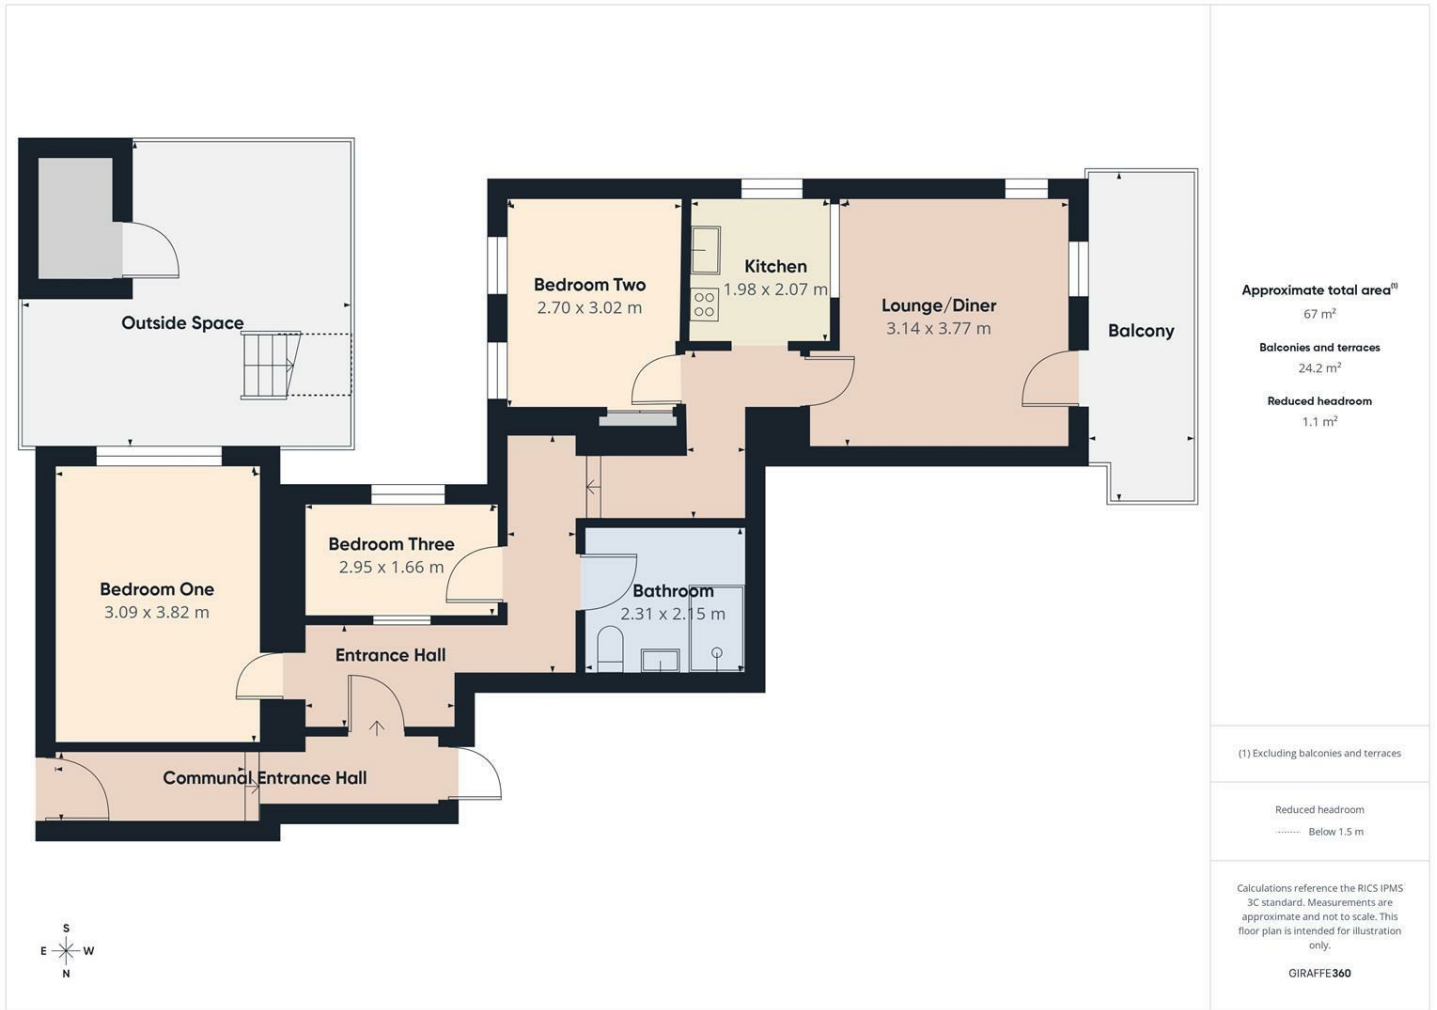 Outside Space
Bedroom Two
2.70 x 3.02 m
Kitchen
1.98 x 2.07 m
Lounge/Diner
3.14 x 3.77 m
Balcony
Bedroom One
3.09 x 3.82 m
Bedroom Three
2.95 x 1.66 m
Bathroom
2.31 x 2.15 m
Entrance Hall
Communal Entrance Hall
S
E W
N
Approximate total area(1)
67 m²
Balconies and terraces
24.2 m²
Reduced headroom
1.1 m²
(1) Excluding balconies and terraces
Reduced headroom
Below 1.5 m
Calculations reference the RICS IPMS
3C standard. Measurements are
approximate and not to scale. This
floor plan is intended for illustration
only.
GIRAFFE360